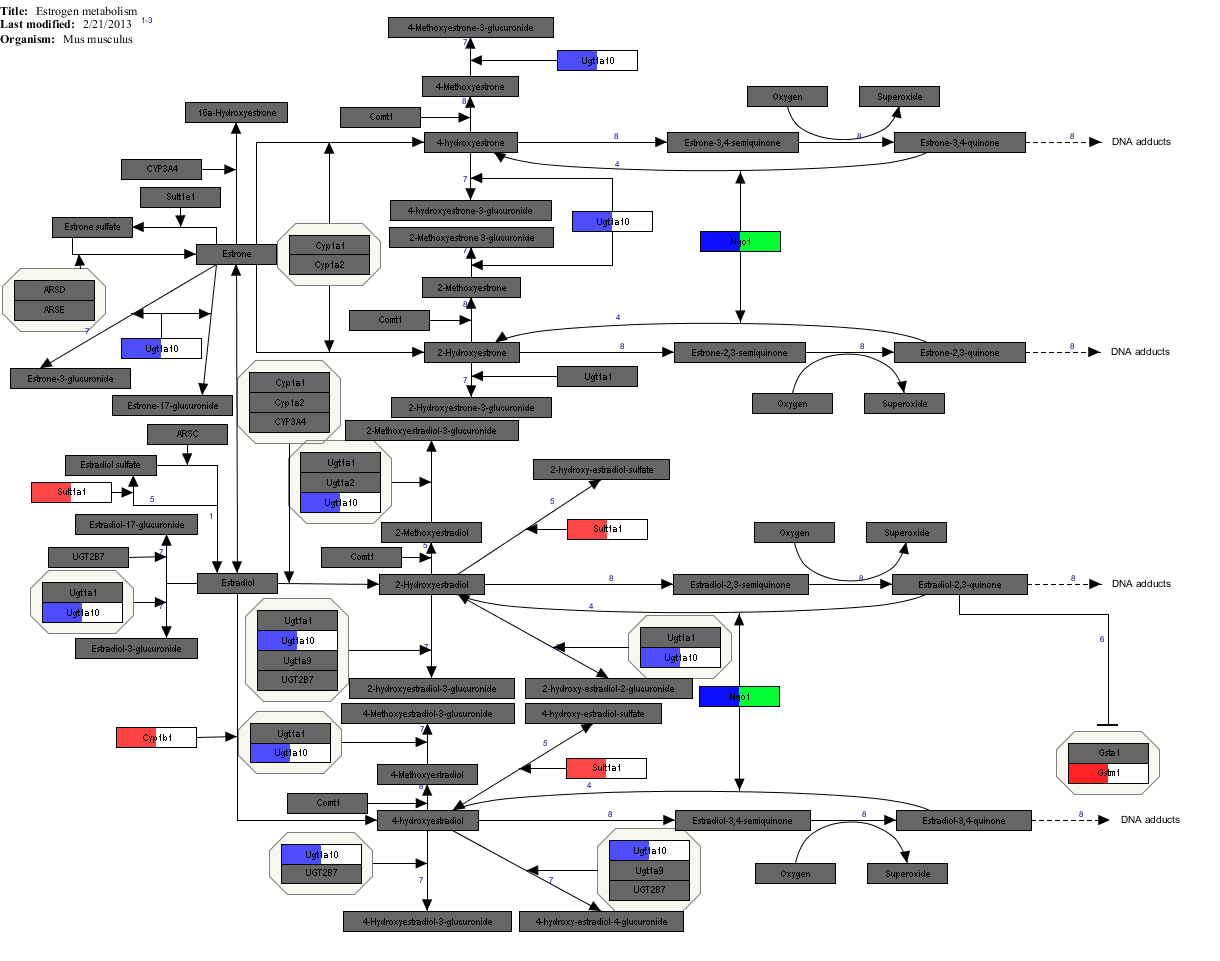 Title: Estrogen metabolism
Last modified: 2/21/2013 1-3
Organism: Mus musculus
4-Methoxyestrone-3-glucuronide
7
Ugt1a10
4-Methoxyestrone
Oxygen
Superoxide
8
16a-Hydroxyestrone
Comt1
4-hydroxyestrone
8
Estrone-3,4-semiquinone
8
Estrone-3,4-quinone
8
DNA adducts
CYP3A4
4
7
Sult1e1
4-hydroxyestrone-3-glucuronide
Ugt1a10
Estrone sulfate
2-Methoxyestrone 3-glucuronide
Nqo1
Cyp1a1
Cyp1a2
Estrone
7
ARSD
ARSE
2-Methoxyestrone
8
Comt1
4
7
Ugt1a10
2-Hydroxyestrone
8
Estrone-2,3-semiquinone
8
Estrone-2,3-quinone
8
DNA adducts
Estrone-3-glucuronide
7
Ugt1a1
Cyp1a1
Cyp1a2
CYP3A4
Estrone-17-glucuronide
2-Hydroxyestrone-3-glucuronide
Oxygen
Superoxide
ARSC
2-Methoxyestradiol-3-glucuronide
Estradiol sulfate
Ugt1a1
Ugt1a2
Ugt1a10
2-hydroxy-estradiol-sulfate
Sult1a1
5
5
1
Estradiol-17-glucuronide
2-Methoxyestradiol
Sult1a1
Oxygen
Superoxide
UGT2B7
7
Comt1
5
Estradiol
2-Hydroxyestradiol
8
Estradiol-2,3-semiquinone
8
Estradiol-2,3-quinone
8
DNA adducts
Ugt1a1
Ugt1a10
7
4
Ugt1a1
Ugt1a10
Ugt1a9
UGT2B7
7
Ugt1a1
Ugt1a10
7
6
Estradiol-3-glucuronide
2-hydroxyestradiol-3-glucuronide
2-hydroxy-estradiol-2-glucuronide
Nqo1
4-Methoxyestradiol-3-glucuronide
4-hydroxy-estradiol-sulfate
Cyp1b1
Ugt1a1
Ugt1a10
7
5
Gsta1
Gstm1
4-Methoxyestradiol
Sult1a1
8
4
Comt1
4-hydroxyestradiol
8
Estradiol-3,4-semiquinone
8
Estradiol-3,4-quinone
8
DNA adducts
Ugt1a10
UGT2B7
Ugt1a10
Ugt1a9
UGT2B7
Oxygen
Superoxide
7
7
4-Hydroxyestradiol-3-glucuronide
4-hydroxy-estradiol-4-glucuronide